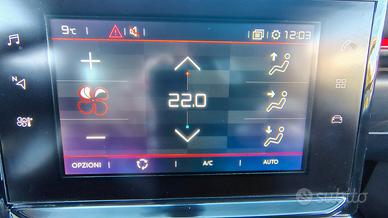 9°C
12:03
22.0
OPZIONI
A/C
AUTO
subito